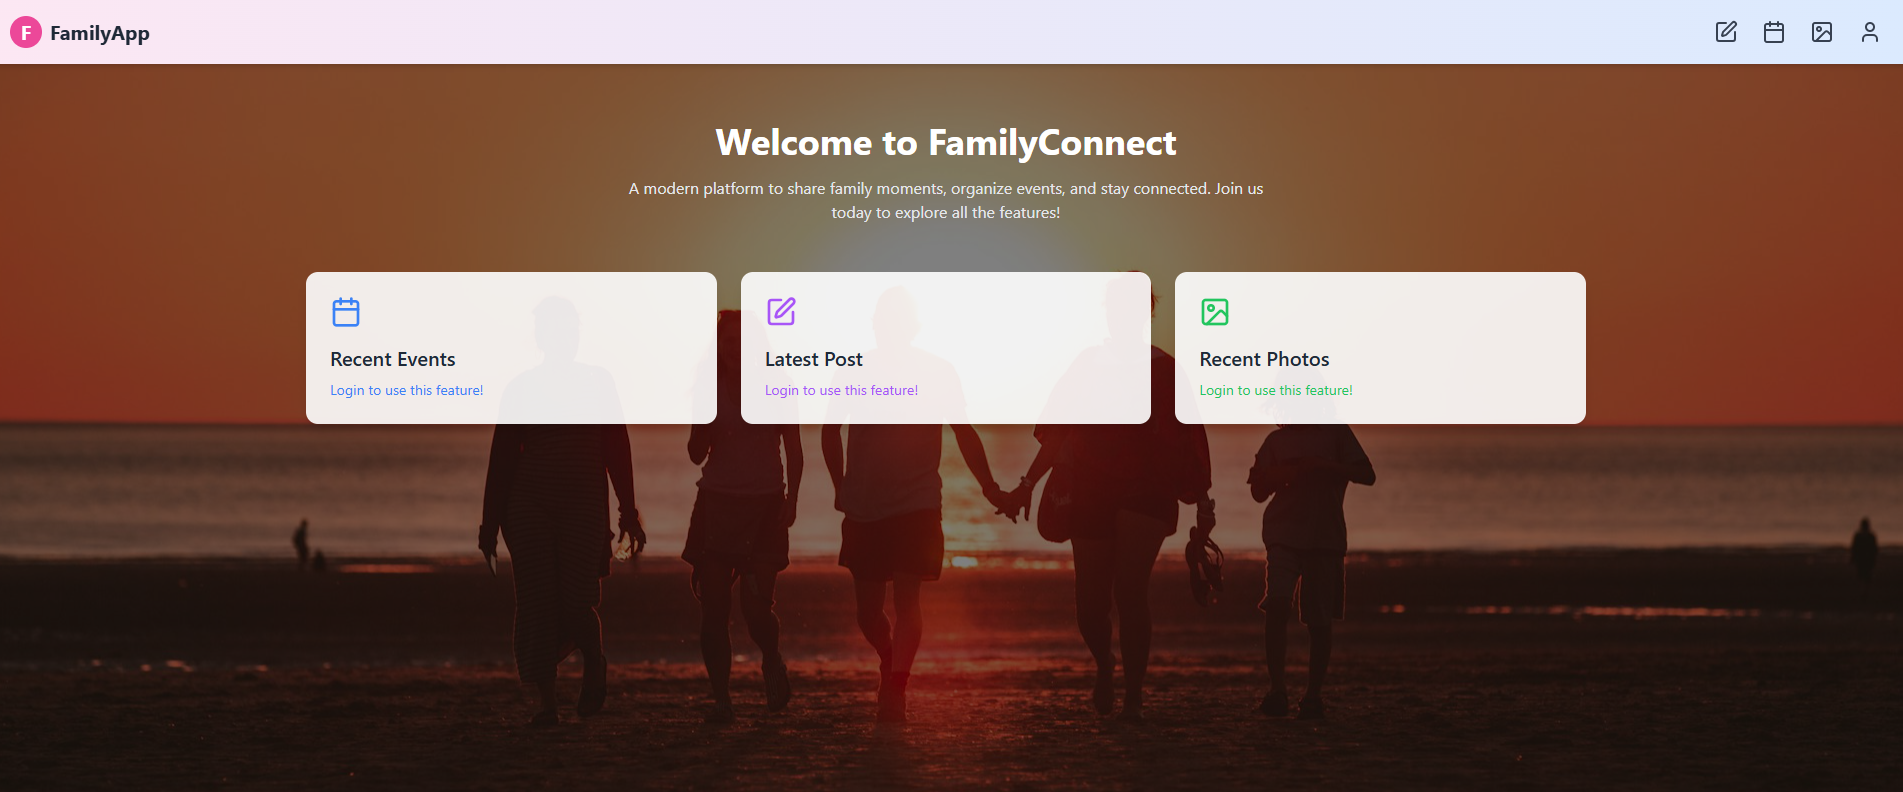 F FamilyApp
Welcome to FamilyConnect
A modern platform to share family moments, organize events, and stay connected. Join us
today to explore all the features!
Recent Events
Login to use this feature!
Latest Post
Login to use this feature!
Recent Photos
Login to use this feature!